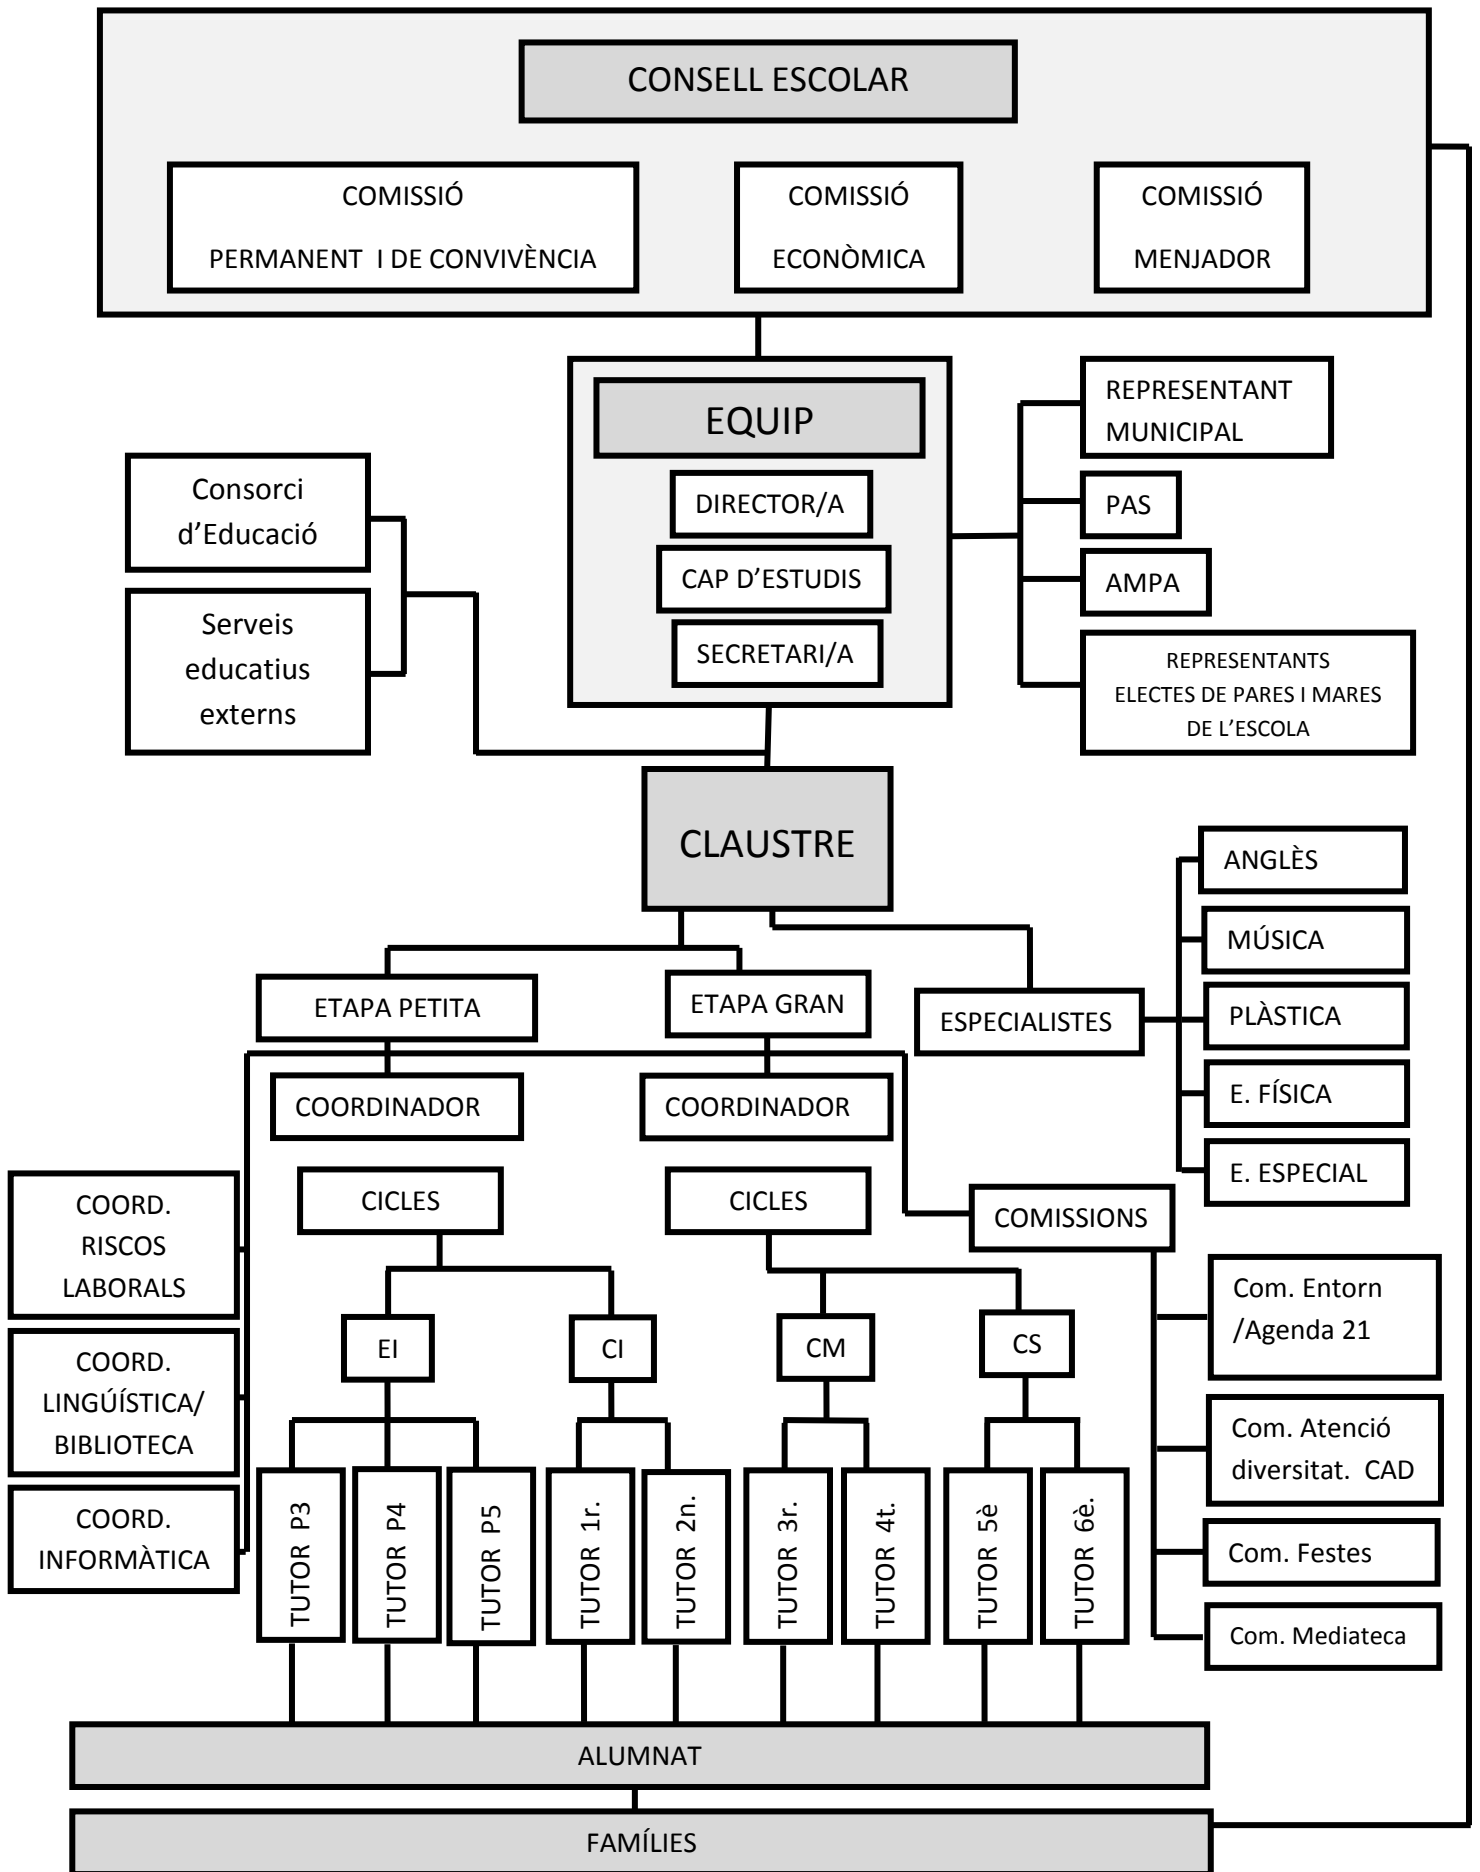 CONSELL ESCOLAR
COMISSIÓ
PERMANENT I DE CONVIVÈNCIA
COMISSIÓ
ECONÒMICA
COMISSIÓ
MENJADOR
EQUIP
DIRECTOR/A
CAP D'ESTUDIS
SECRETARI/A
REPRESENTANT
MUNICIPAL
PAS
AMPA
REPRESENTANTS
ELECTES DE PARES I MARES
DE L'ESCOLA
Consorci
d'Educació
Serveis
educatius
externs
CLAUSTRE
ETAPA PETITA
ETAPA GRAN
ESPECIALISTES
ANGLÈS
MÚSICA
PLÀSTICA
E. FÍSICA
E. ESPECIAL
COORDINADOR
COORDINADOR
CICLES
CICLES
COMISSIONS
COORD.
RISCOS
LABORALS
COORD.
LINGÚÍSTICA/
BIBLIOTECA
COORD.
INFORMÀTICA
EI
CI
CM
CS
Com. Entorn
/Agenda 21
Com. Atenció
diversitat. CAD
Com. Festes
Com. Mediateca
TUTOR P3
TUTOR P4
TUTOR P5
TUTOR 1r.
TUTOR 2n.
TUTOR 3r.
TUTOR 4t.
TUTOR 5è
TUTOR 6è.
ALUMNAT
FAMÍLIES